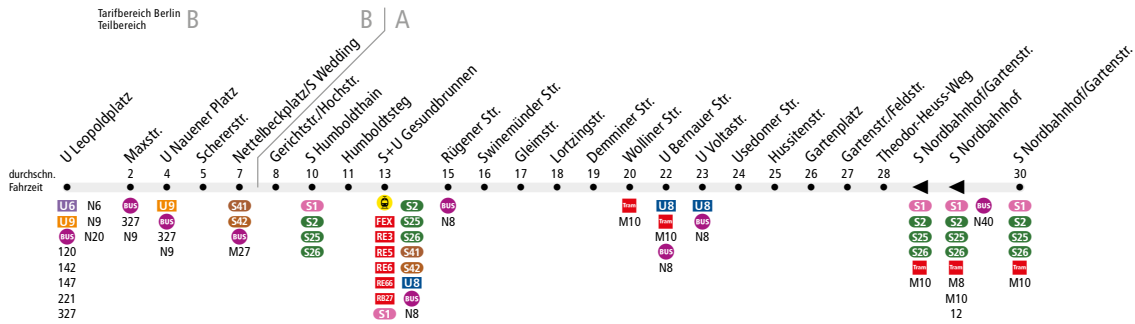 Tarifbereich Berlin
Teilbereich
B
B A
U Leopoldplatz
Maxstr.
U Nauener Platz
Schererstr.
Nettelbeckplatz/S Wedding
Gerichtstr./Hochstr.
S Humboldthain
Humboldtsteg
S+U Gesundbrunnen
Rügener Str.
Swinemünder Str.
Gleimstr.
Lortzingstr.
Demminer Str.
Wolliner Str.
U Bernauer Str.
U Voltastr.
Usedomer Str.
Hussitenstr.
Gartenplatz
Gartenstr./Feldstr.
Theodor-Heuss-Weg
S Nordbahnhof/Gartenstr.
S Nordbahnhof
S Nordbahnhof/Gartenstr.
durchschn.
Fahrzeit
2 4 5 7 8 10 11 13 15 16 17 18 19 20 22 23 24 25 26 27 28 30
U6 N6
U9 N9
BUS N20
120
142
147
221
327
BUS
327
N9
U9
BUS
327
N9
S41
S42
BUS
M27
S1
S2
S25
S26
FEX
RE3
RE5
RE6
RE66
RB27
S1
S2
S25
S26
S41
S42
U8
BUS
N8
BUS
N8
Tram
M10
U8
Tram
M10
BUS
N8
U8
BUS
N8
S1
S2
S25
S26
Tram
M10
S1
S2
S25
S26
Tram
M8
M10
12
BUS
N40
S1
S2
S25
S26
Tram
M10